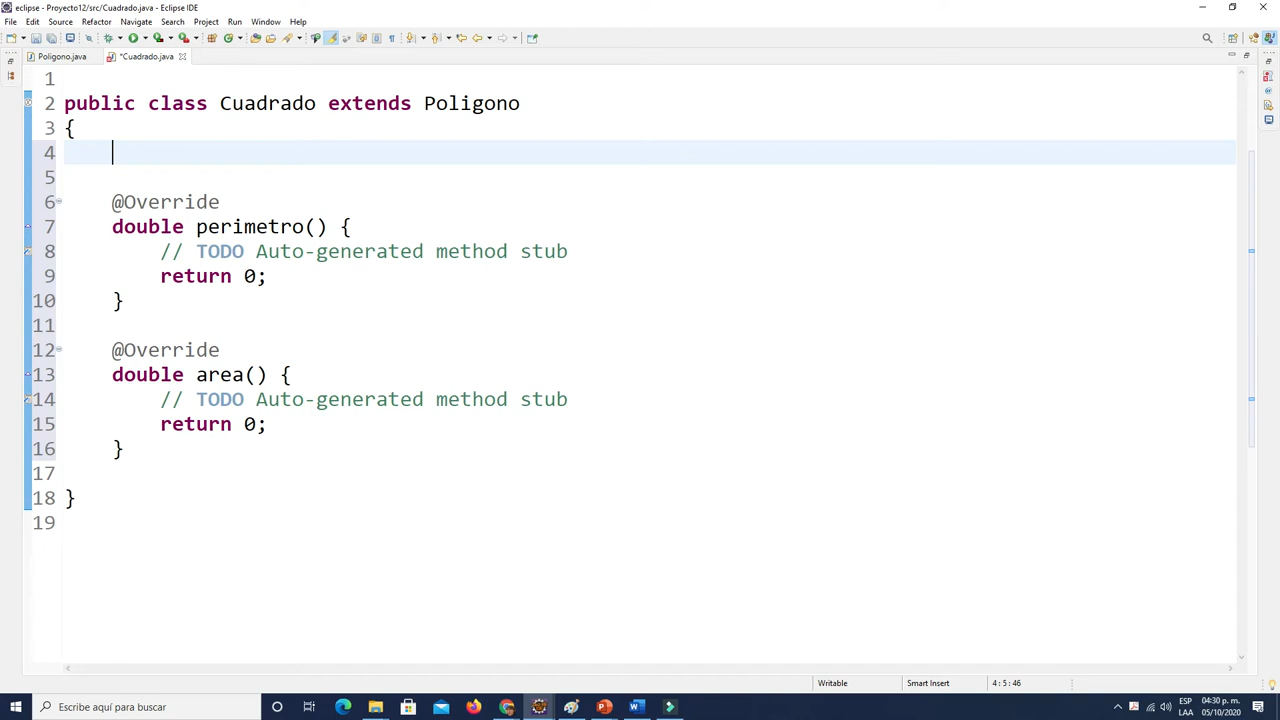 eclipse - Proyecto12/src/Cuadrado.java - Eclipse IDE
File Edit Source Refactor Navigate Search Project Run Window Help
Poligono.java *Cuadrado.java
1
2 public class Cuadrado extends Poligono
3 {
4
5
6 @Override
7 double perimetro() {
8 // TODO Auto-generated method stub
9 return 0;
10 }
11
12 @Override
13 double area() {
14 // TODO Auto-generated method stub
15 return 0;
16 }
17
18 }
19
Writable Smart Insert 4 : 5 : 46
Escribe aquí para buscar
ESP 04:30 p. m.
LAA 05/10/2020